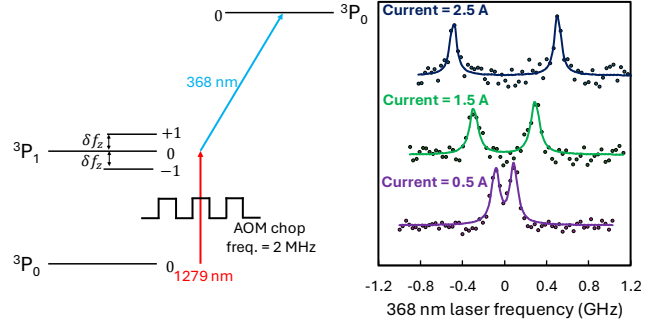 0
³P₀
368 nm
³P₁
δf_z
δf_z
+1
0
−1
AOM chop
freq. = 2 MHz
³P₀
0
1279 nm
Current = 2.5 A
Current = 1.5 A
Current = 0.5 A
-1.2 -0.8 -0.4 0 0.4 0.8 1.2
368 nm laser frequency (GHz)